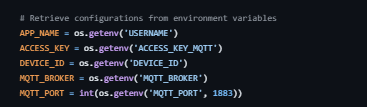 # Retrieve configurations from environment variables
APP_NAME = os.getenv('USERNAME')
ACCESS_KEY = os.getenv('ACCESS_KEY_MQTT')
DEVICE_ID = os.getenv('DEVICE_ID')
MQTT_BROKER = os.getenv('MQTT_BROKER')
MQTT_PORT = int(os.getenv('MQTT_PORT', 1883))